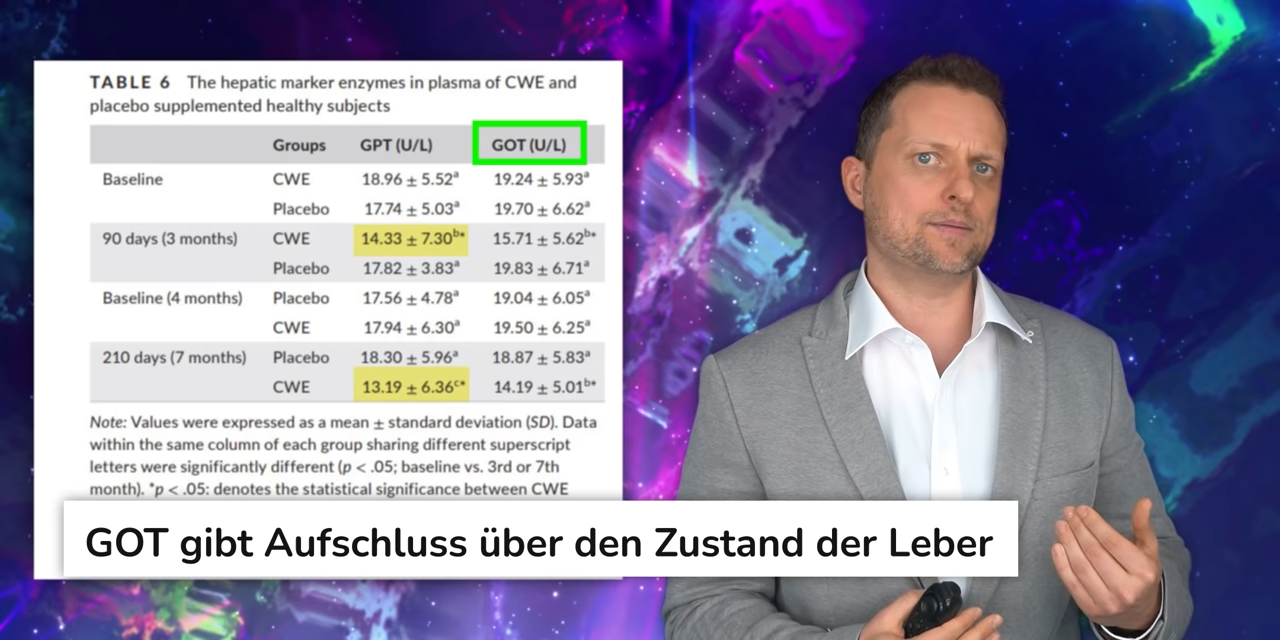 TABLE 6 The hepatic marker enzymes in plasma of CWE and
placebo supplemented healthy subjects
Groups GPT (U/L) GOT (U/L)
Baseline CWE 18.96 ± 5.52ᵃ 19.24 ± 5.93ᵃ
Placebo 17.74 ± 5.03ᵃ 19.70 ± 6.62ᵃ
90 days (3 months) CWE 14.33 ± 7.30ᵇ* 15.71 ± 5.62ᵇ*
Placebo 17.82 ± 3.83ᵃ 19.83 ± 6.71ᵃ
Baseline (4 months) Placebo 17.56 ± 4.78ᵃ 19.04 ± 6.05ᵃ
CWE 17.94 ± 6.30ᵃ 19.50 ± 6.25ᵃ
210 days (7 months) Placebo 18.30 ± 5.96ᵃ 18.87 ± 5.83ᵃ
CWE 13.19 ± 6.36ᶜ* 14.19 ± 5.01ᵇ*
Note: Values were expressed as a mean ± standard deviation (SD). Data
within the same column of each group sharing different superscript
letters were significantly different (p < .05; baseline vs. 3rd or 7th
month). *p < .05: denotes the statistical significance between CWE
GOT gibt Aufschluss über den Zustand der Leber